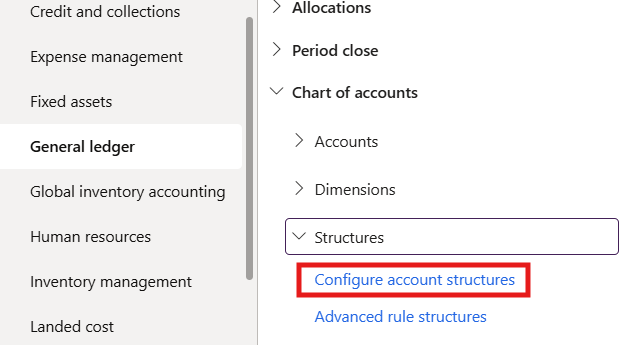 Credit and collections
Expense management
Fixed assets
General ledger
Global inventory accounting
Human resources
Inventory management
Landed cost
Allocations
Period close
Chart of accounts
Accounts
Dimensions
Structures
Configure account structures
Advanced rule structures